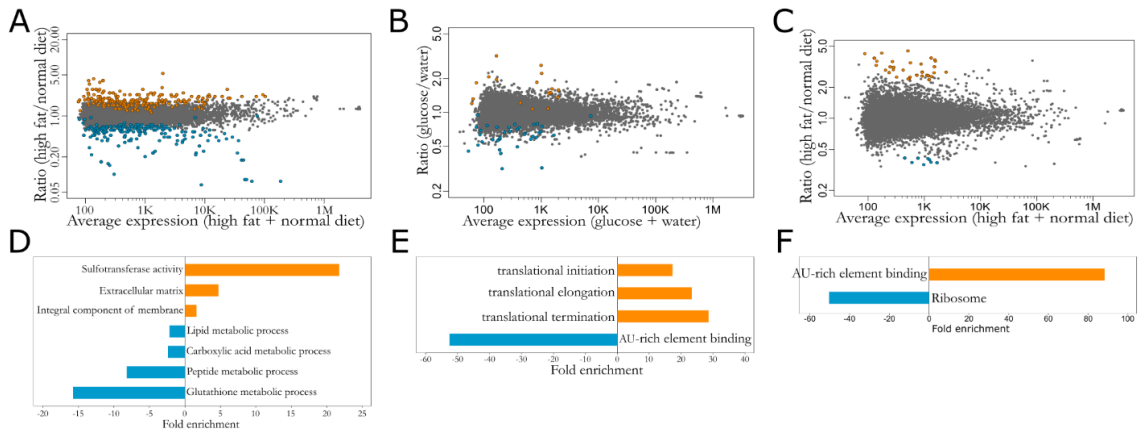 A
Ratio (high fat/ normal diet)
20.00
5.00
1.00
0.20
0.05
100
1K
10K
100K
1M
Average expression (high fat + normal diet)
B
Ratio (glucose/water)
5.0
2.0
1.0
0.5
0.2
100
1K
10K
100K
1M
Average expression (glucose + water)
C
Ratio (high fat/ normal diet)
5.0
2.0
1.0
0.5
0.2
100
1K
10K
100K
1M
Average expression (high fat + normal diet)
D
Sulfotransferase activity
Extracellular matrix
Integral component of membrane
Lipid metabolic process
Carboxylic acid metabolic process
Peptide metabolic process
Glutathione metabolic process
-20 -15 -10 -5 0 5 10 15 20 25
Fold enrichment
E
translational initiation
translational elongation
translational termination
AU-rich element binding
-60 -50 -40 -30 -20 -10 0 10 20 30 40
Fold enrichment
F
AU-rich element binding
Ribosome
-60 -40 -20 0 20 40 60 80 100
Fold enrichment